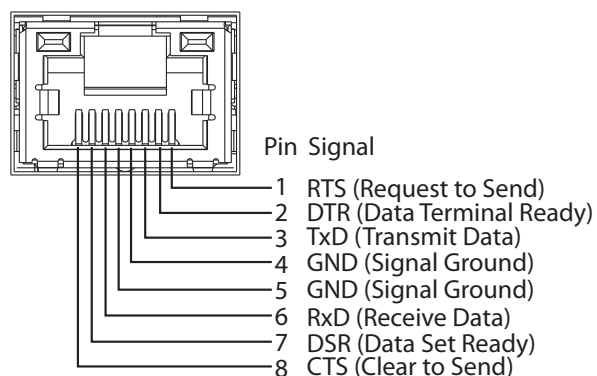 Pin Signal
1 RTS (Request to Send)
2 DTR (Data Terminal Ready)
3 TxD (Transmit Data)
4 GND (Signal Ground)
5 GND (Signal Ground)
6 RxD (Receive Data)
7 DSR (Data Set Ready)
8 CTS (Clear to Send)